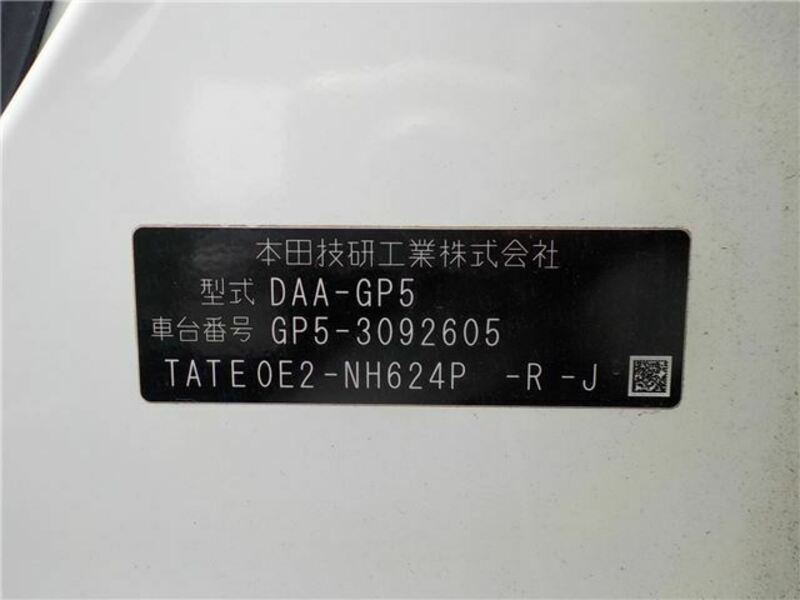 本田技研工業株式会社
型式 DAA-GP5
車台番号 GP5-3092605
TATE0E2-NH624P -R -J